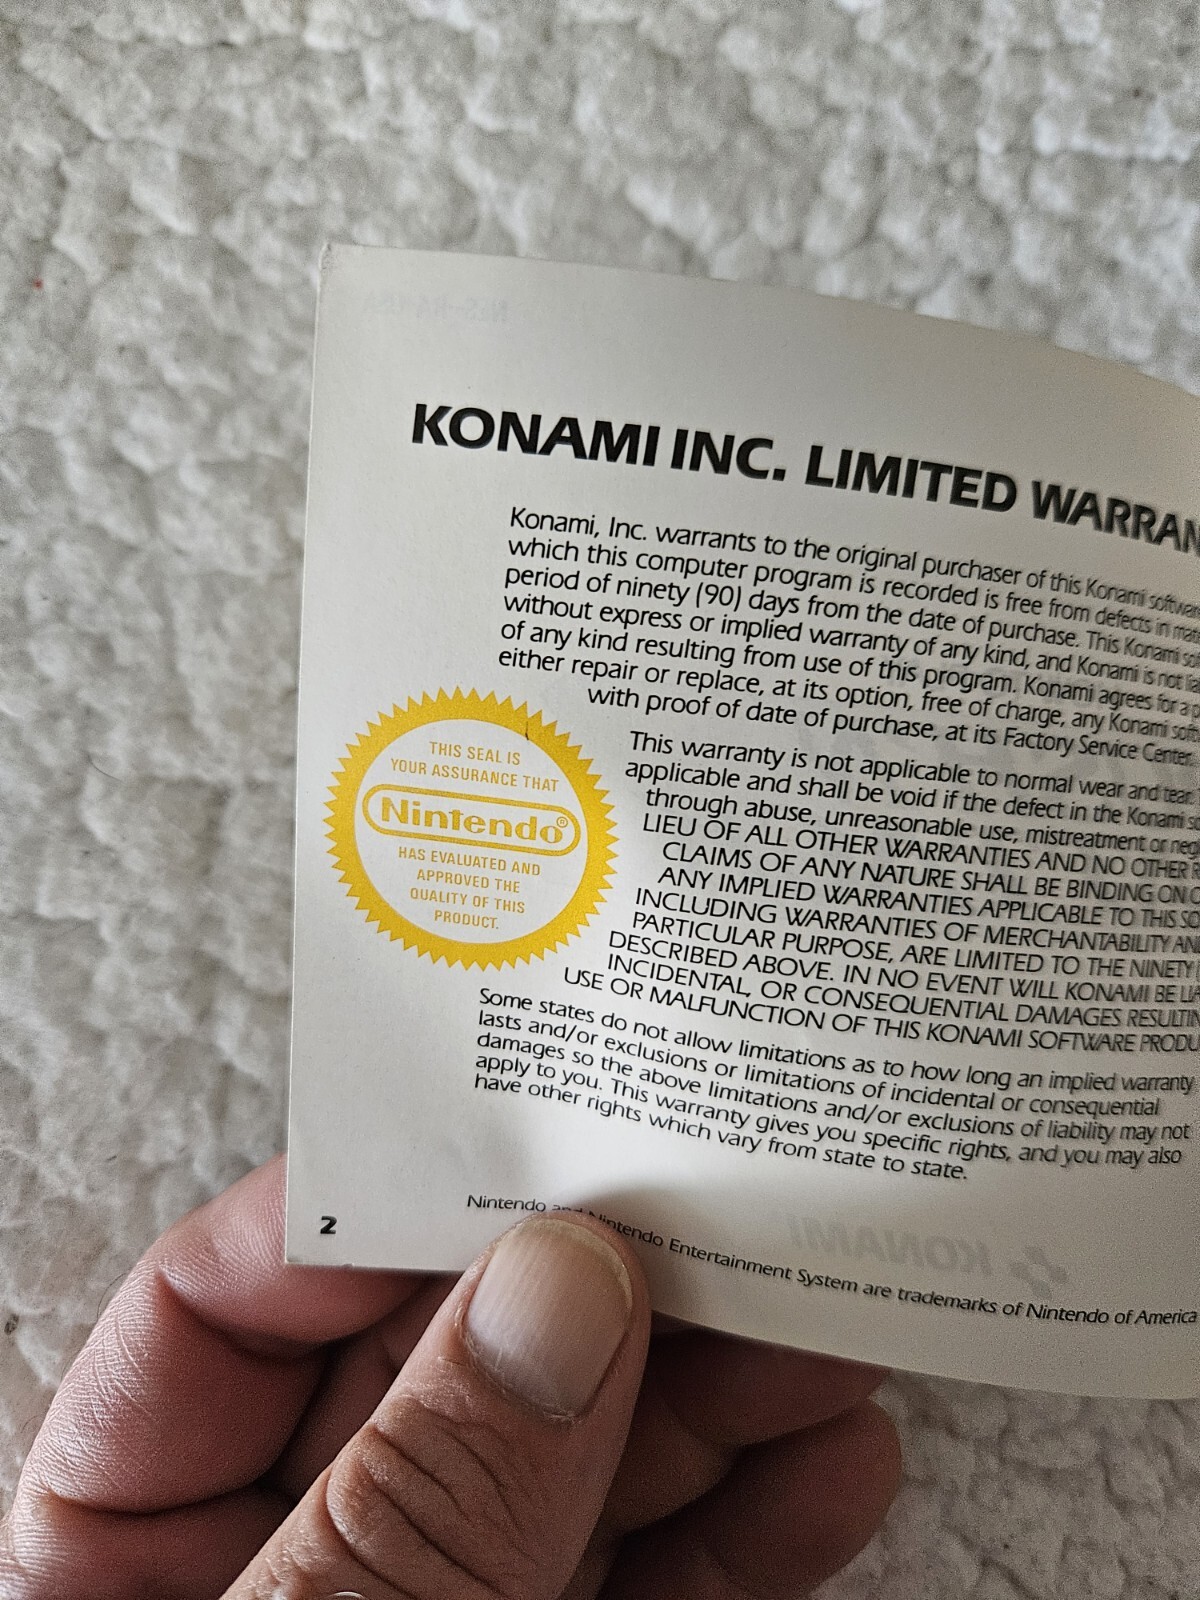 KONAMI INC. LIMITED WARRAN
Konami, Inc. warrants to the original purchaser of this Konami software
which this computer program is recorded is free from defects in mat
period of ninety (90) days from the date of purchase. This Konami sof
without express or implied warranty of any kind, and Konami is not lia
of any kind resulting from use of this program. Konami agrees for a p
either repair or replace, at its option, free of charge, any Konami softw
with proof of date of purchase, at its Factory Service Center.
This warranty is not applicable to normal wear and tear. T
applicable and shall be void if the defect in the Konami so
through abuse, unreasonable use, mistreatment or negl
LIEU OF ALL OTHER WARRANTIES AND NO OTHER R
CLAIMS OF ANY NATURE SHALL BE BINDING ON O
ANY IMPLIED WARRANTIES APPLICABLE TO THIS SO
INCLUDING WARRANTIES OF MERCHANTABILITY AN
PARTICULAR PURPOSE, ARE LIMITED TO THE NINETY
DESCRIBED ABOVE. IN NO EVENT WILL KONAMI BE LIA
INCIDENTAL, OR CONSEQUENTIAL DAMAGES RESULTIN
USE OR MALFUNCTION OF THIS KONAMI SOFTWARE PRODU
THIS SEAL IS
YOUR ASSURANCE THAT
Nintendo®
HAS EVALUATED AND
APPROVED THE
QUALITY OF THIS
PRODUCT.
Some states do not allow limitations as to how long an implied warranty
lasts and/or exclusions or limitations of incidental or consequential
damages so the above limitations and/or exclusions of liability may not
apply to you. This warranty gives you specific rights, and you may also
have other rights which vary from state to state.
Nintendo and Nintendo Entertainment System are trademarks of Nintendo of America
2